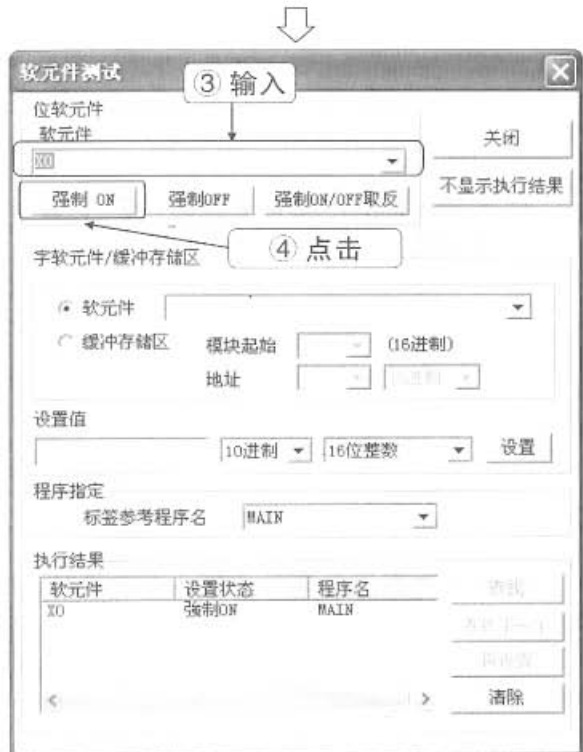 软元件测试
③ 输入
位软元件
软元件
X0
关闭
强制 ON
强制OFF
强制ON/OFF取反
不显示执行结果
④ 点击
字软元件/缓冲存储区
软元件
缓冲存储区
模块起始
(16进制)
地址
设置值
10进制
16位整数
设置
程序指定
标签参考程序名
MAIN
执行结果
软元件
设置状态
程序名
X0
强制ON
MAIN
清除